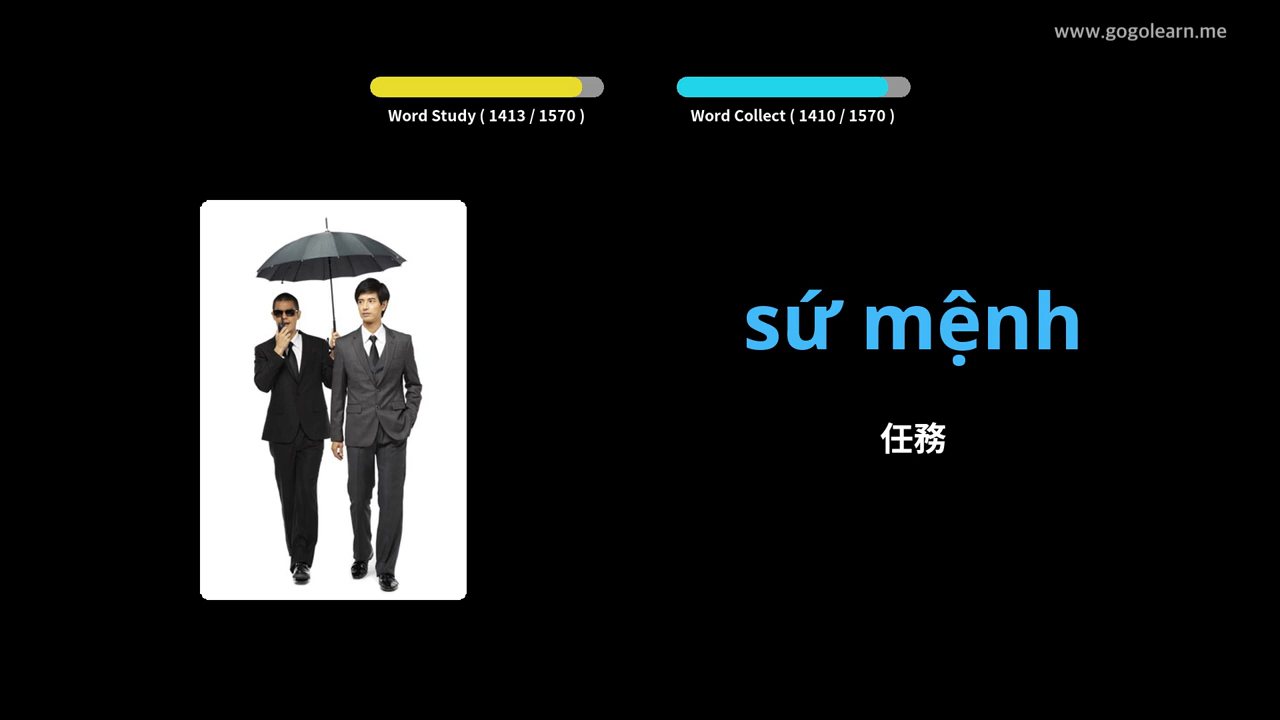 www.gogolearn.me
Word Study ( 1413 / 1570 )
Word Collect ( 1410 / 1570 )
sứ mệnh
任務